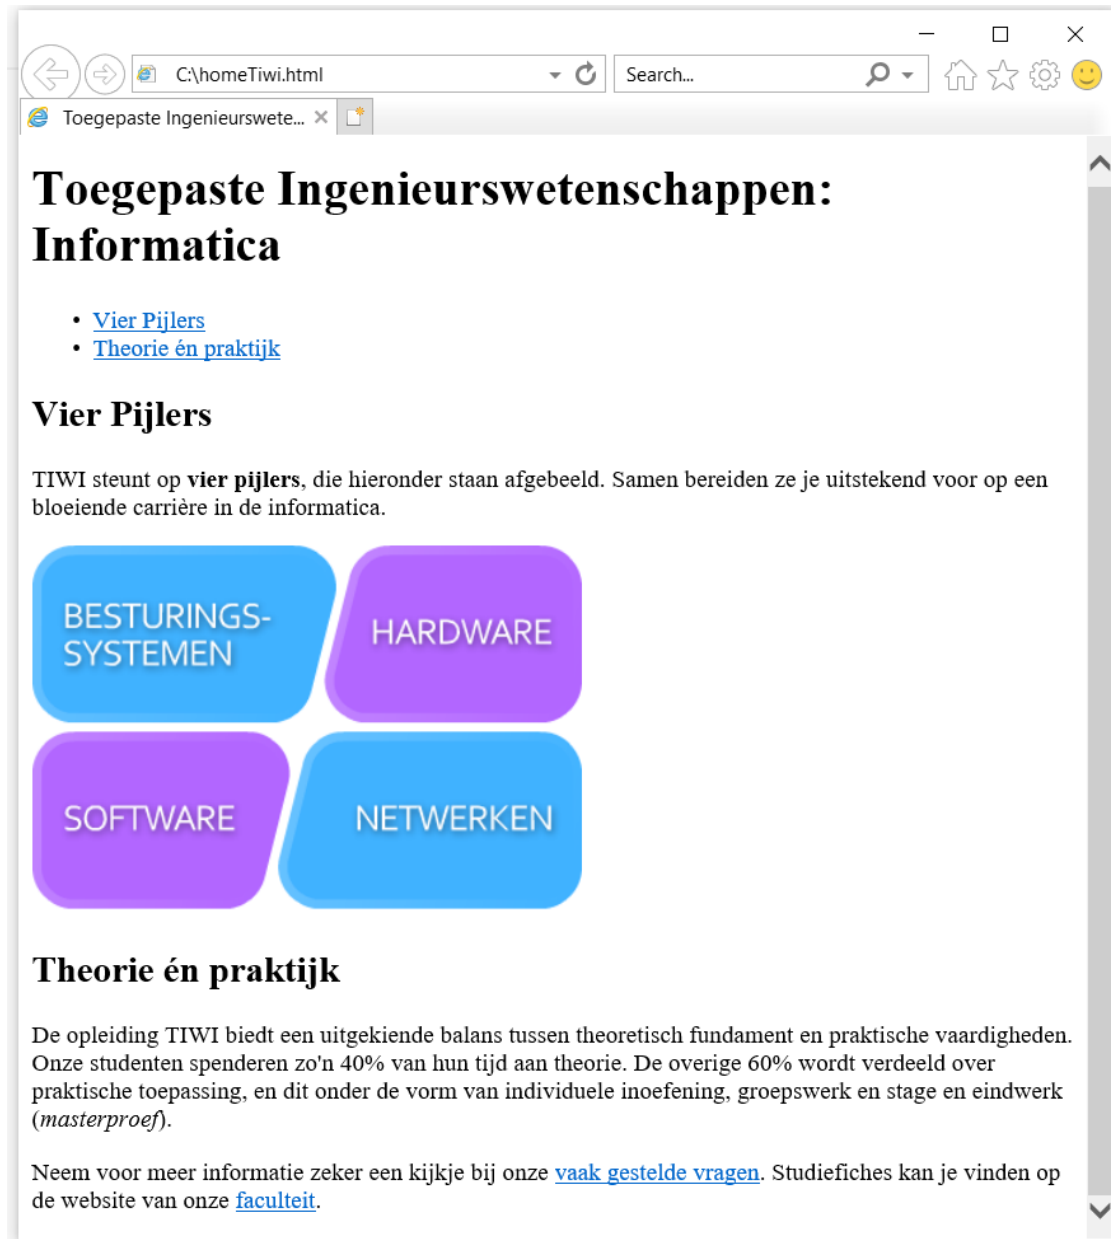 C:\homeTiwi.html
Search...
Toegepaste Ingenieurswete...
Toegepaste Ingenieurswetenschappen:
Informatica
• Vier Pijlers
• Theorie én praktijk
Vier Pijlers
TIWI steunt op vier pijlers, die hieronder staan afgebeeld. Samen bereiden ze je uitstekend voor op een
bloeiende carrière in de informatica.
BESTURINGS-
SYSTEMEN
HARDWARE
SOFTWARE
NETWERKEN
Theorie én praktijk
De opleiding TIWI biedt een uitgekiende balans tussen theoretisch fundament en praktische vaardigheden.
Onze studenten spenderen zo'n 40% van hun tijd aan theorie. De overige 60% wordt verdeeld over
praktische toepassing, en dit onder de vorm van individuele inoefening, groepswerk en stage en eindwerk
(masterproef).
Neem voor meer informatie zeker een kijkje bij onze vaak gestelde vragen. Studiefiches kan je vinden op
de website van onze faculteit.